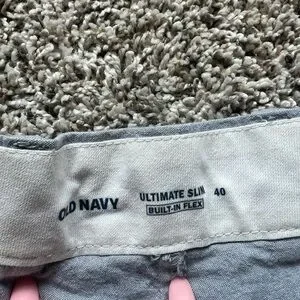 OLD NAVY
ULTIMATE SLIM 40
BUILT-IN FLEX